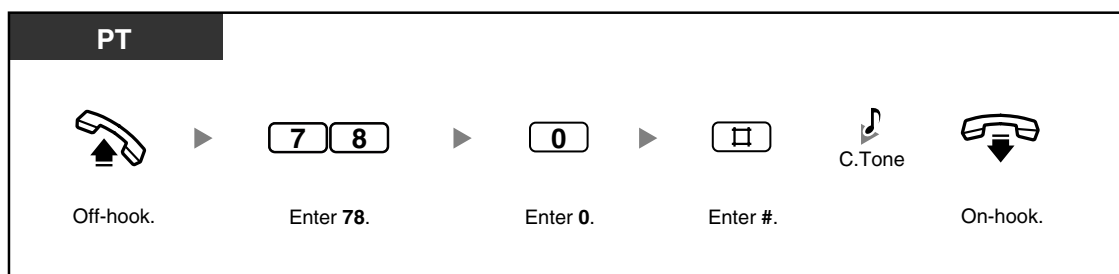 PT
7 8 0 #
C.Tone
Off-hook. Enter 78. Enter 0. Enter #. On-hook.